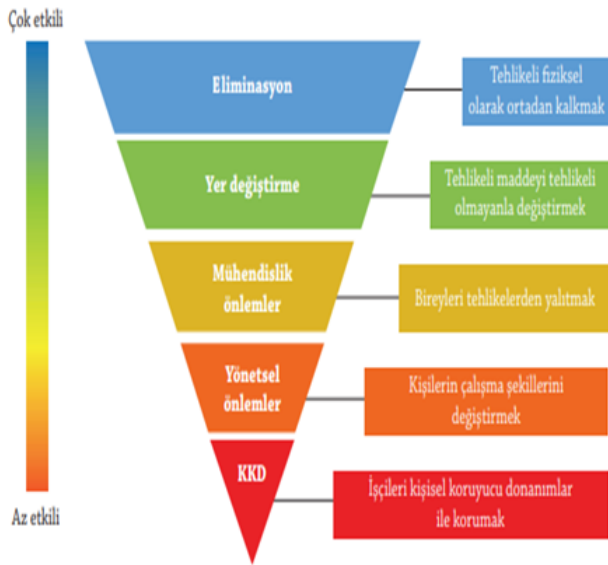 Çok etkili
Eliminasyon
Tehlikeli fiziksel
olarak ortadan kalkmak
Yer değiştirme
Tehlikeli maddeyi tehlikeli
olmayanla değiştirmek
Mühendislik
önlemler
Bireyleri tehlikelerden yalıtmak
Yönetsel
önlemler
Kişilerin çalışma şekillerini
değiştirmek
KKD
İşçileri kişisel koruyucu donanımlar
ile korumak
Az etkili